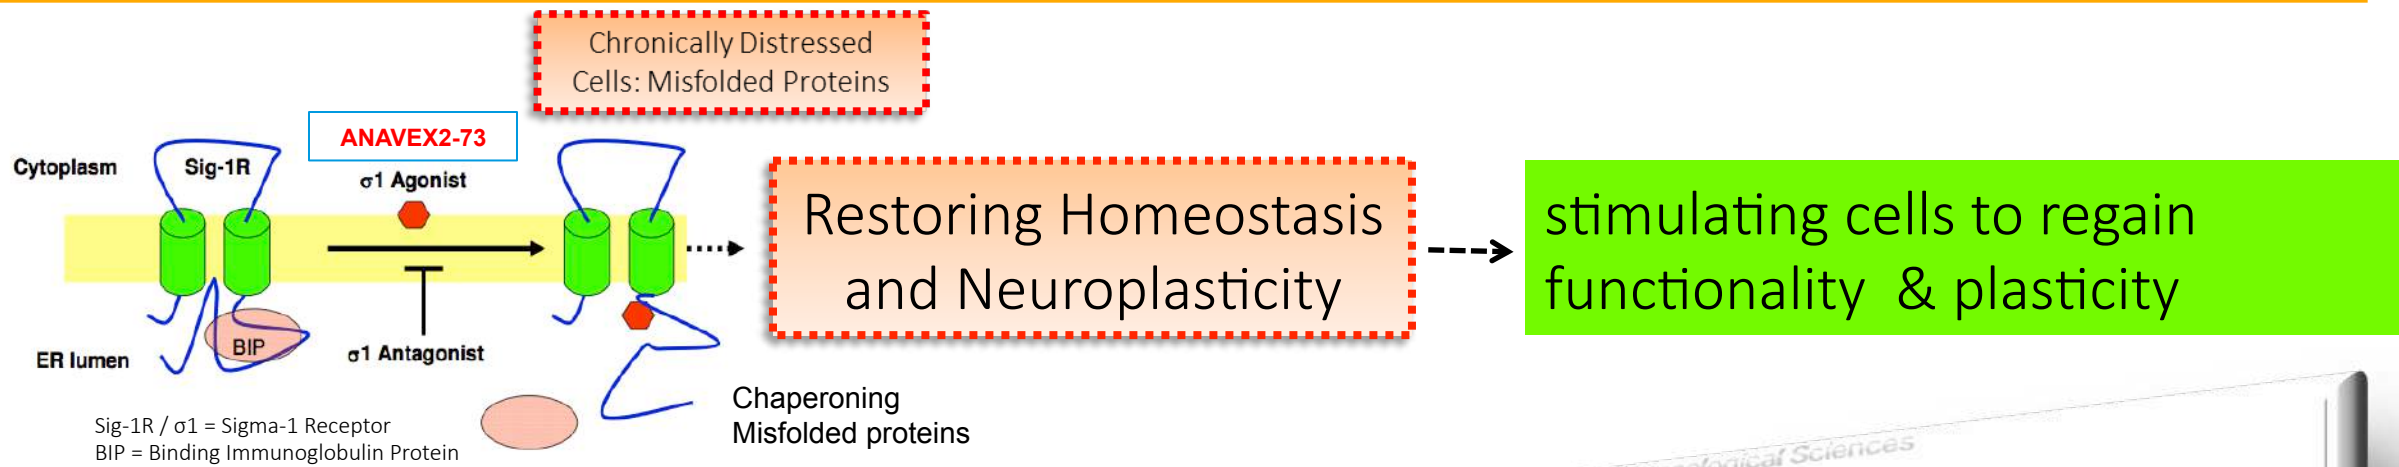 Chronically Distressed
Cells: Misfolded Proteins
ANAVEX2-73
Cytoplasm
Sig-1R
σ1 Agonist
BIP
ER lumen
σ1 Antagonist
Restoring Homeostasis
and Neuroplasticity
stimulating cells to regain
functionality & plasticity
Chaperoning
Misfolded proteins
Sig-1R / σ1 = Sigma-1 Receptor
BIP = Binding Immunoglobulin Protein
Sciences